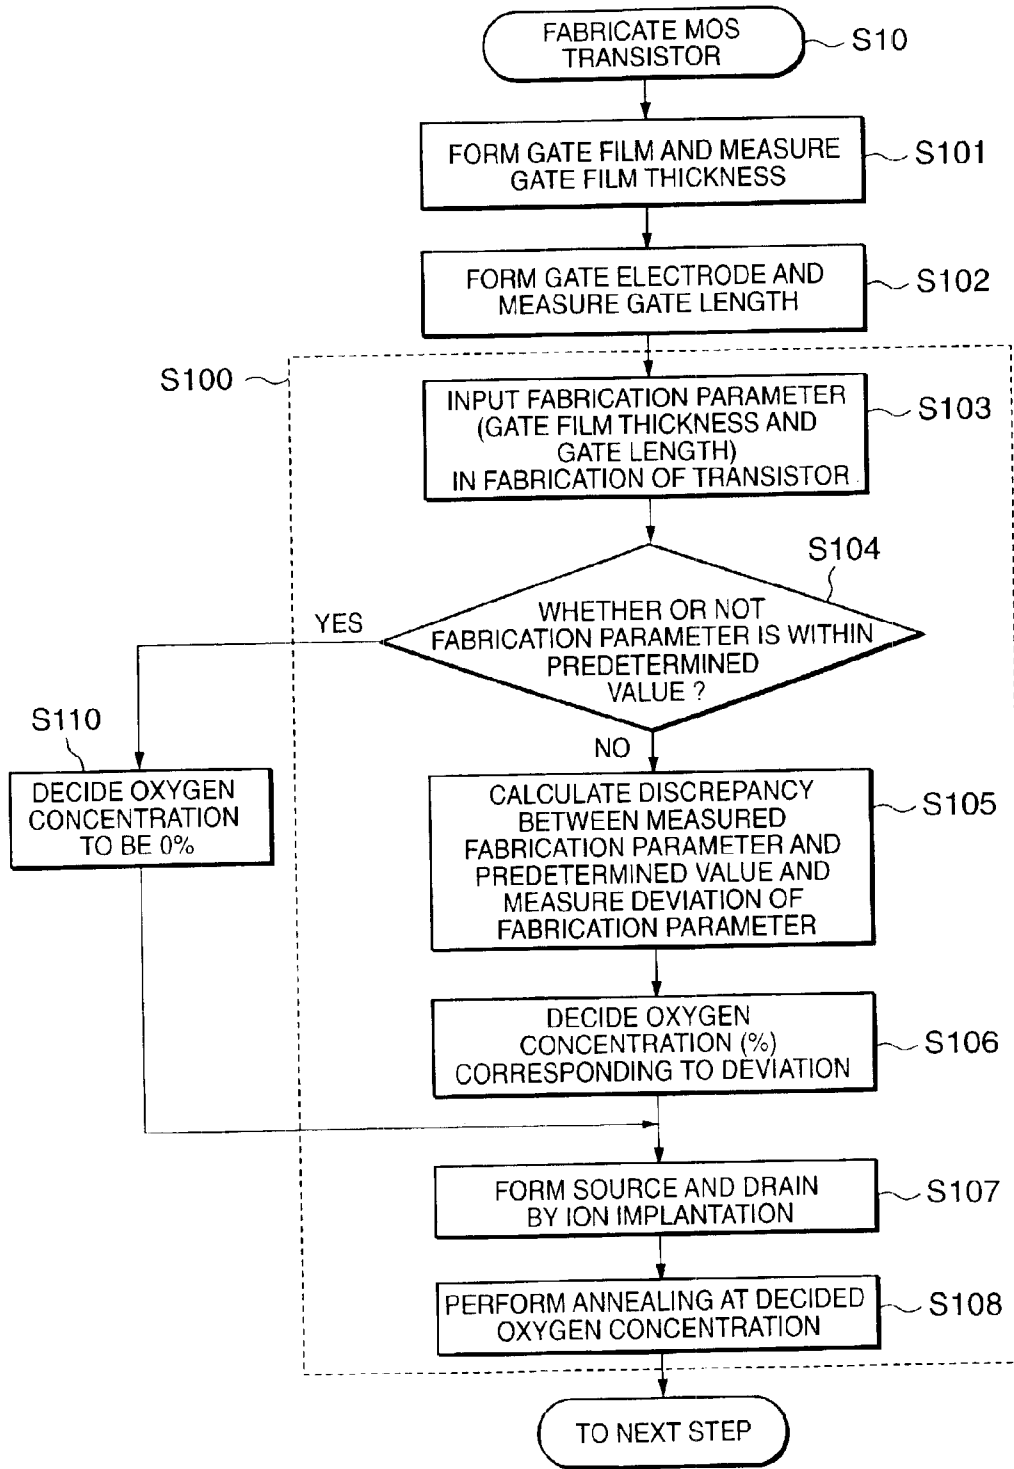 FABRICATE MOS
TRANSISTOR
S10
FORM GATE FILM AND MEASURE
GATE FILM THICKNESS
S101
FORM GATE ELECTRODE AND
MEASURE GATE LENGTH
S102
S100
INPUT FABRICATION PARAMETER
(GATE FILM THICKNESS AND
GATE LENGTH)
IN FABRICATION OF TRANSISTOR
S103
S104
WHETHER OR NOT
FABRICATION PARAMETER IS WITHIN
PREDETERMINED
VALUE ?
YES
NO
S110
DECIDE OXYGEN
CONCENTRATION
TO BE 0%
CALCULATE DISCREPANCY
BETWEEN MEASURED
FABRICATION PARAMETER AND
PREDETERMINED VALUE AND
MEASURE DEVIATION OF
FABRICATION PARAMETER
S105
DECIDE OXYGEN
CONCENTRATION (%)
CORRESPONDING TO DEVIATION
S106
FORM SOURCE AND DRAIN
BY ION IMPLANTATION
S107
PERFORM ANNEALING AT DECIDED
OXYGEN CONCENTRATION
S108
TO NEXT STEP